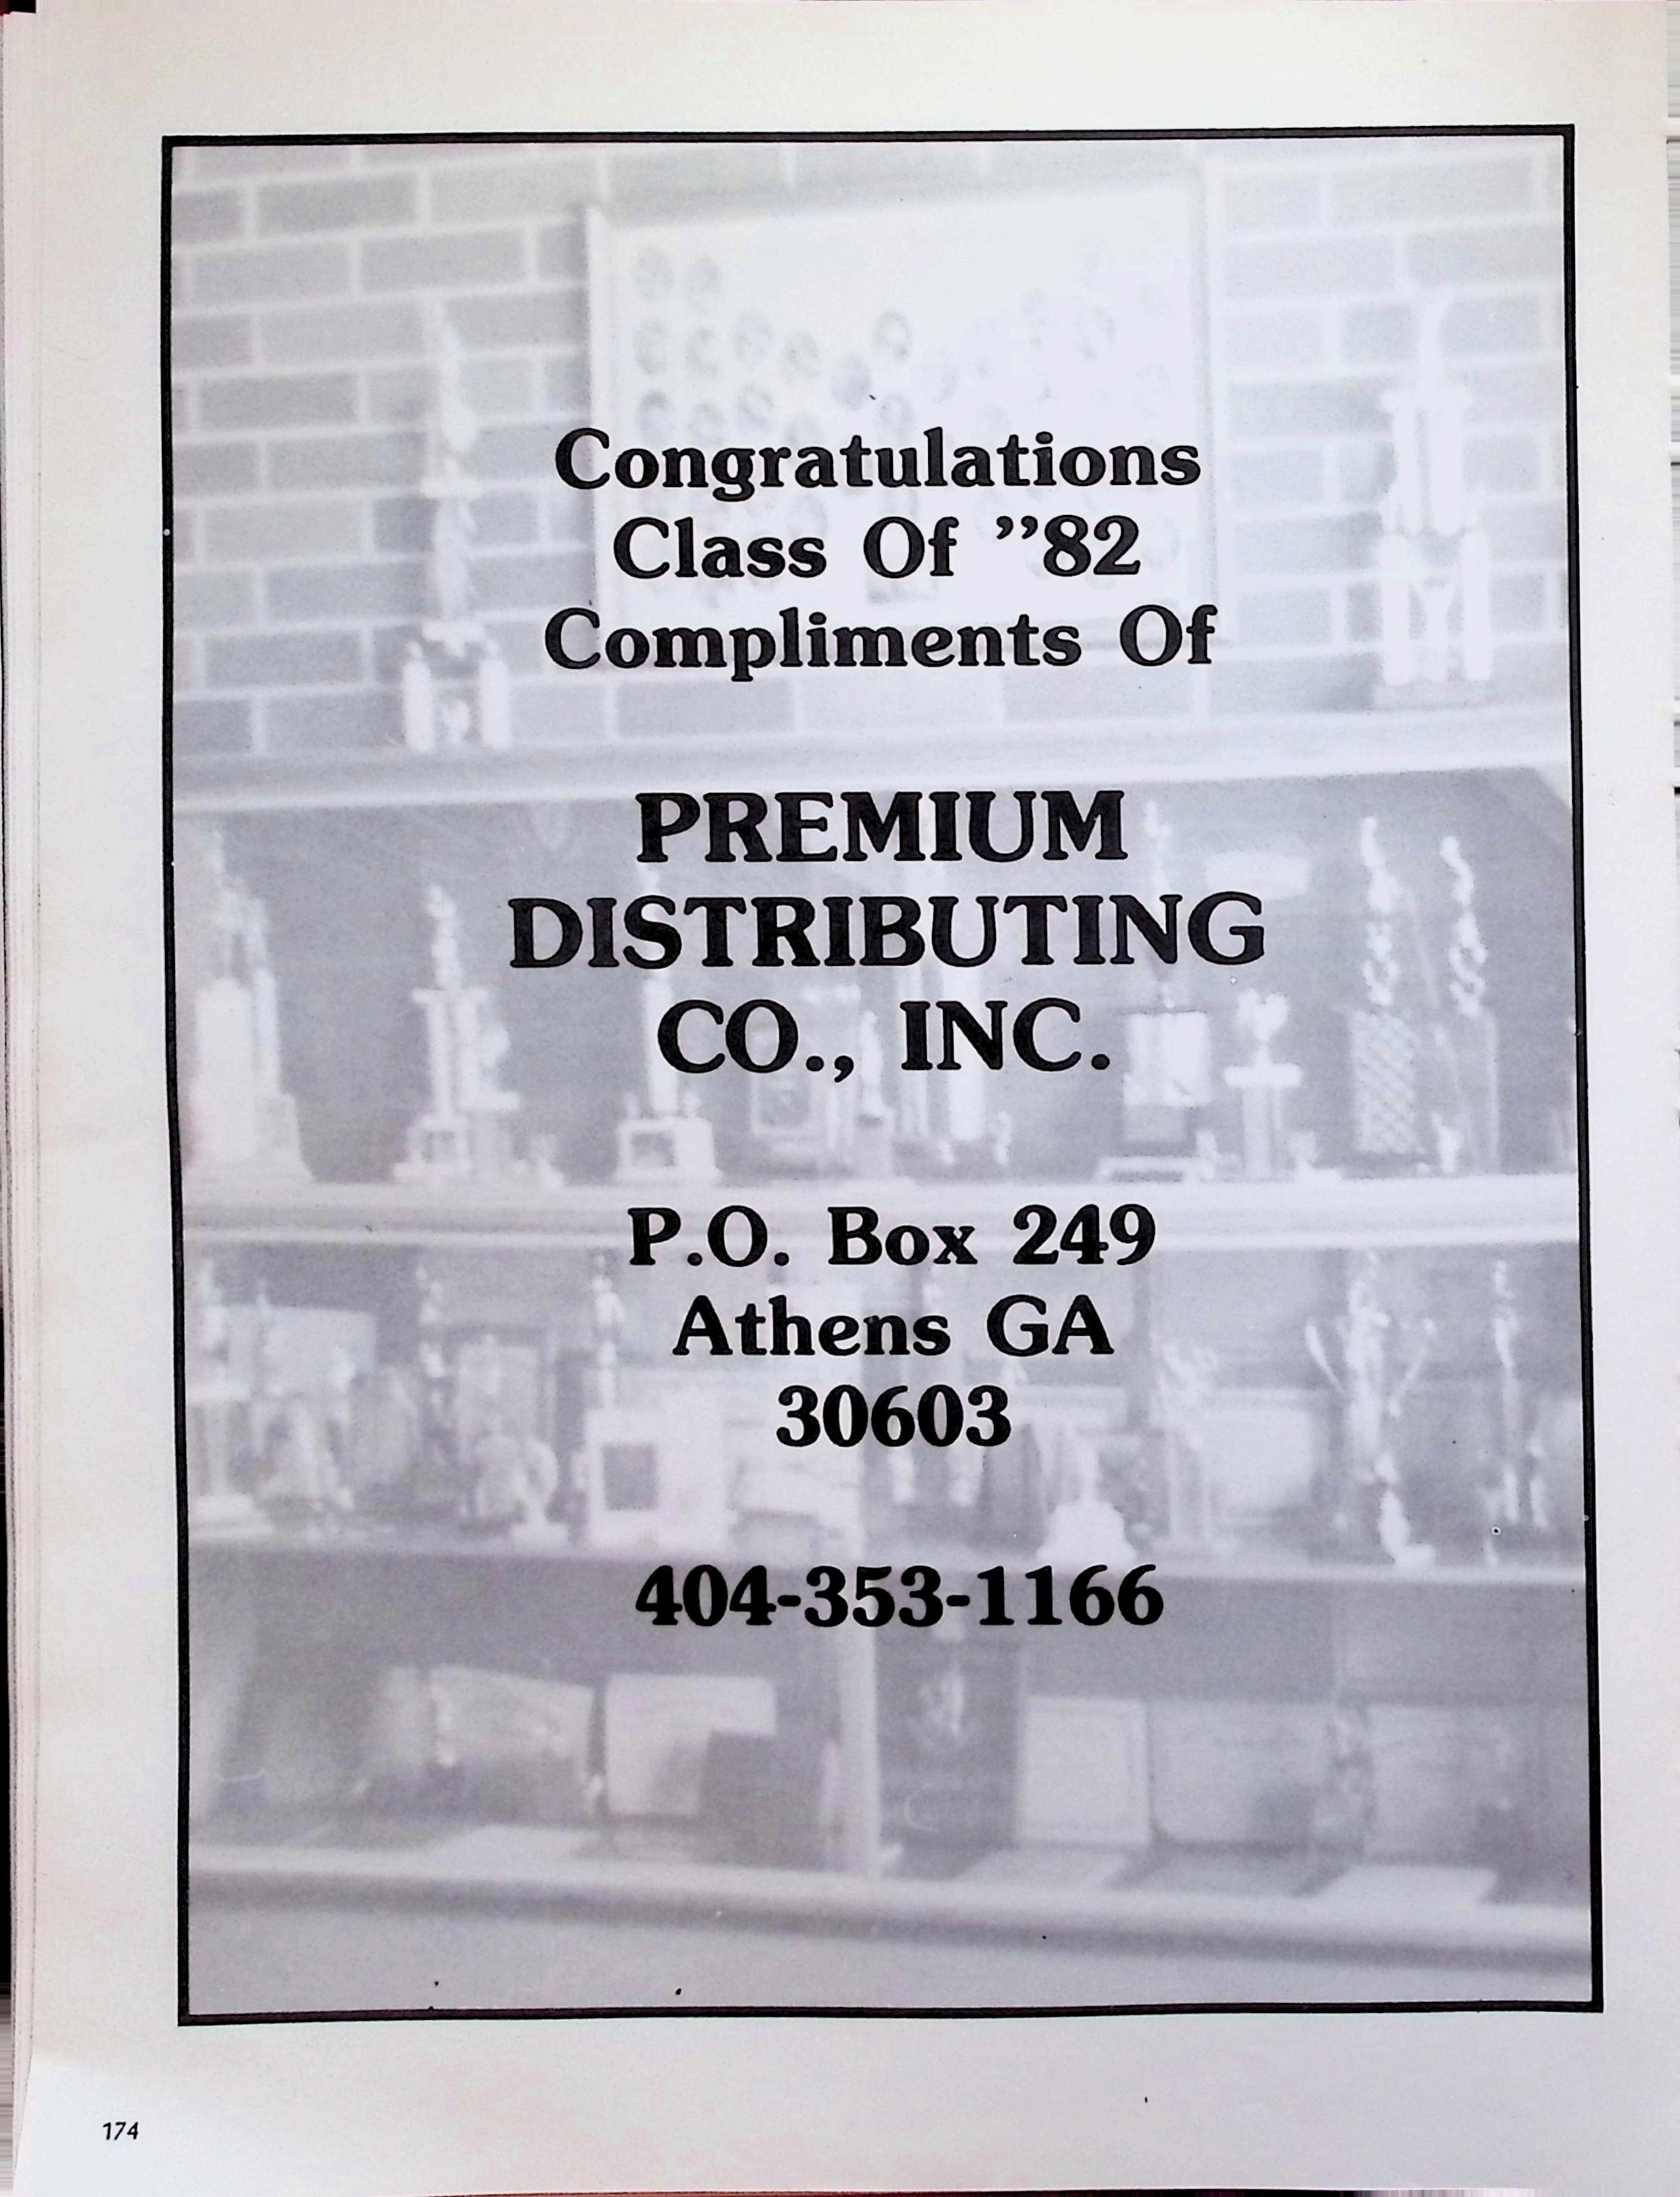 Congratulations
Class Of ”82
Compliments Of
PREMIUM
DISTRIBUTING
CO., INC.
P.O. Box 249
Athens GA
30603
404-353-1166
174